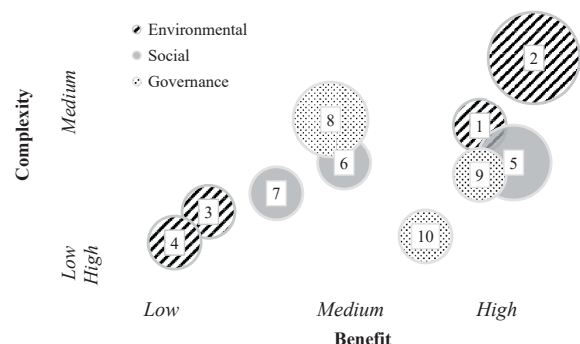 Environmental
Social
Governance
Complexity
Medium
Low
High
2
1
8
6
5
9
7
3
4
10
Low
Medium
High
Benefit